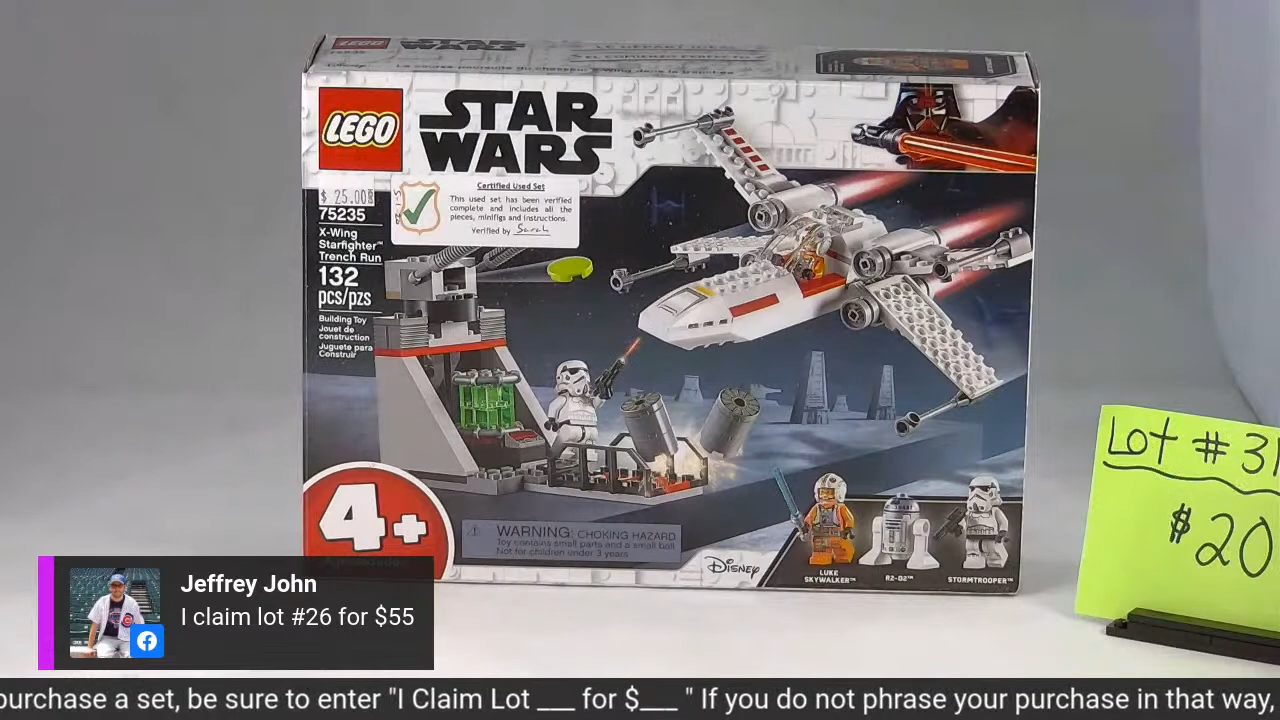 LEGO STAR WARS
LEGO
STAR
WARS
$ 25.00
75235
X-Wing
Starfighter™
Trench Run
132
pcs/pzs
Building Toy
Jouet de
construction
Juguete para
Construir
Certified Used Set
This used set has been verified
complete and includes all the
pieces, minifigs and instructions.
Verified by Sarah
4+
WARNING: CHOKING HAZARD
Toy contains small parts and a small ball
Not for children under 3 years
Disney
LUKE
SKYWALKER™
R2-D2™
STORMTROOPER™
Lot # 31
$20
Jeffrey John
I claim lot #26 for $55
purchase a set, be sure to enter "I Claim Lot ___ for $___ " If you do not phrase your purchase in that way,